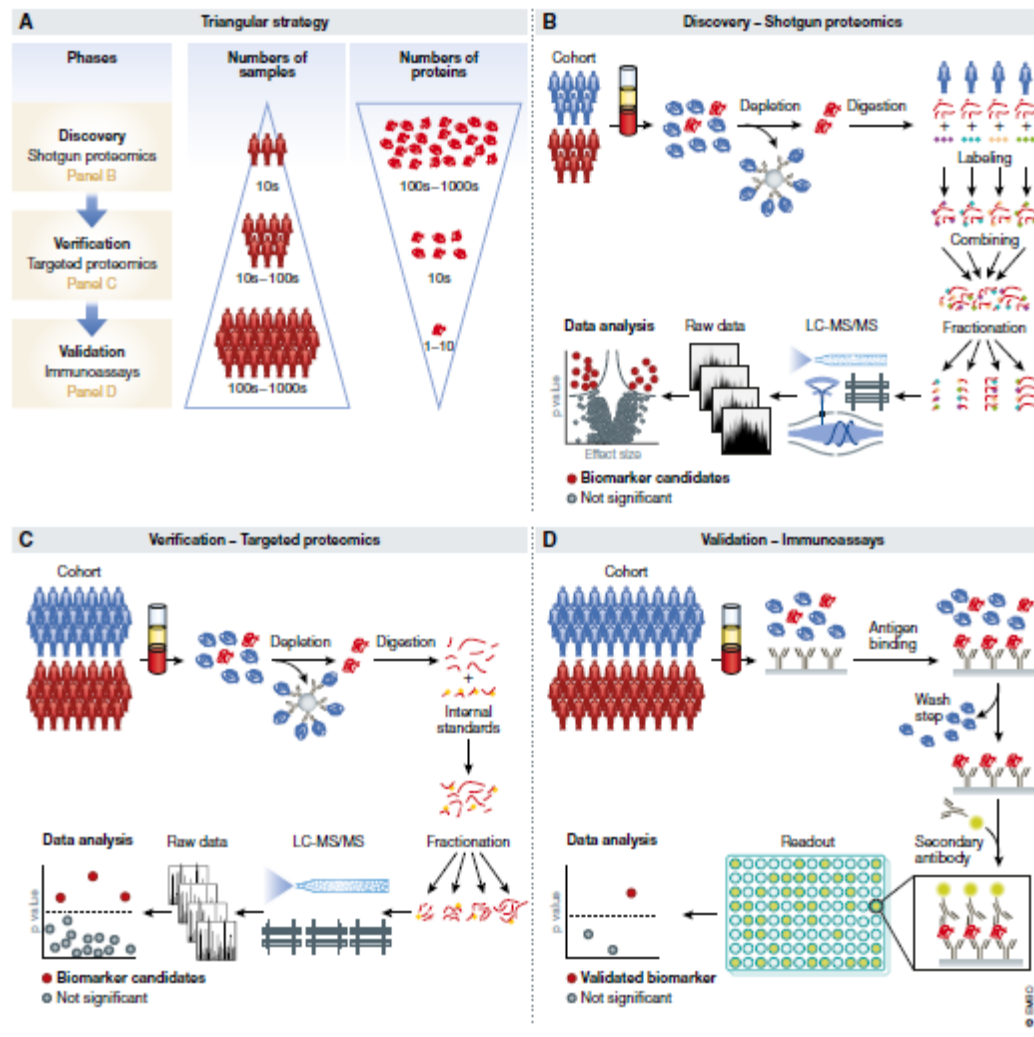 A
Triangular strategy
Phases
Numbers of
samples
Numbers of
proteins
Discovery
Shotgun proteomics
Panel B
10s
100s–1000s
Verification
Targeted proteomics
Panel C
10s–100s
10s
Validation
Immunoassays
Panel D
100s–1000s
1–10
B
Discovery – Shotgun proteomics
Cohort
Depletion
Digestion
+ + + +
Labeling
Combining
Fractionation
LC-MS/MS
Raw data
Data analysis
p value
Effect size
Biomarker candidates
Not significant
C
Verification – Targeted proteomics
Cohort
Depletion
Digestion
+
Internal
standards
Fractionation
LC-MS/MS
Raw data
Data analysis
p value
Biomarker candidates
Not significant
D
Validation – Immunoassays
Cohort
Antigen
binding
Wash
step
Secondary
antibody
Readout
Data analysis
p value
Validated biomarker
Not significant
© EMBO